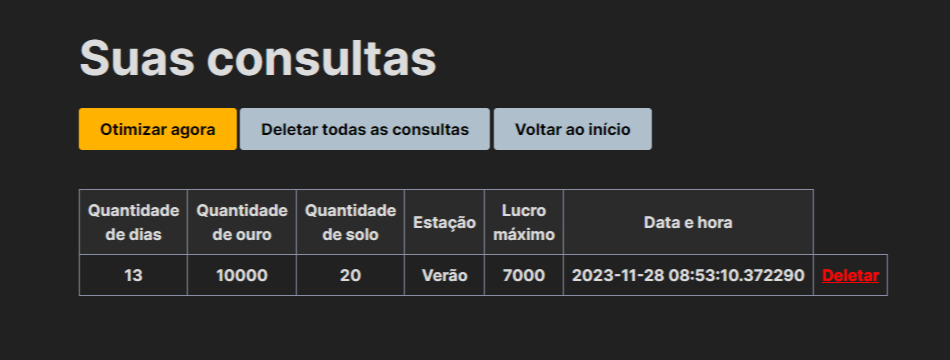 Suas consultas
Otimizar agora Deletar todas as consultas Voltar ao início
Quantidade de dias Quantidade de ouro Quantidade de solo Estação Lucro máximo Data e hora
13 10000 20 Verão 7000 2023-11-28 08:53:10.372290 Deletar